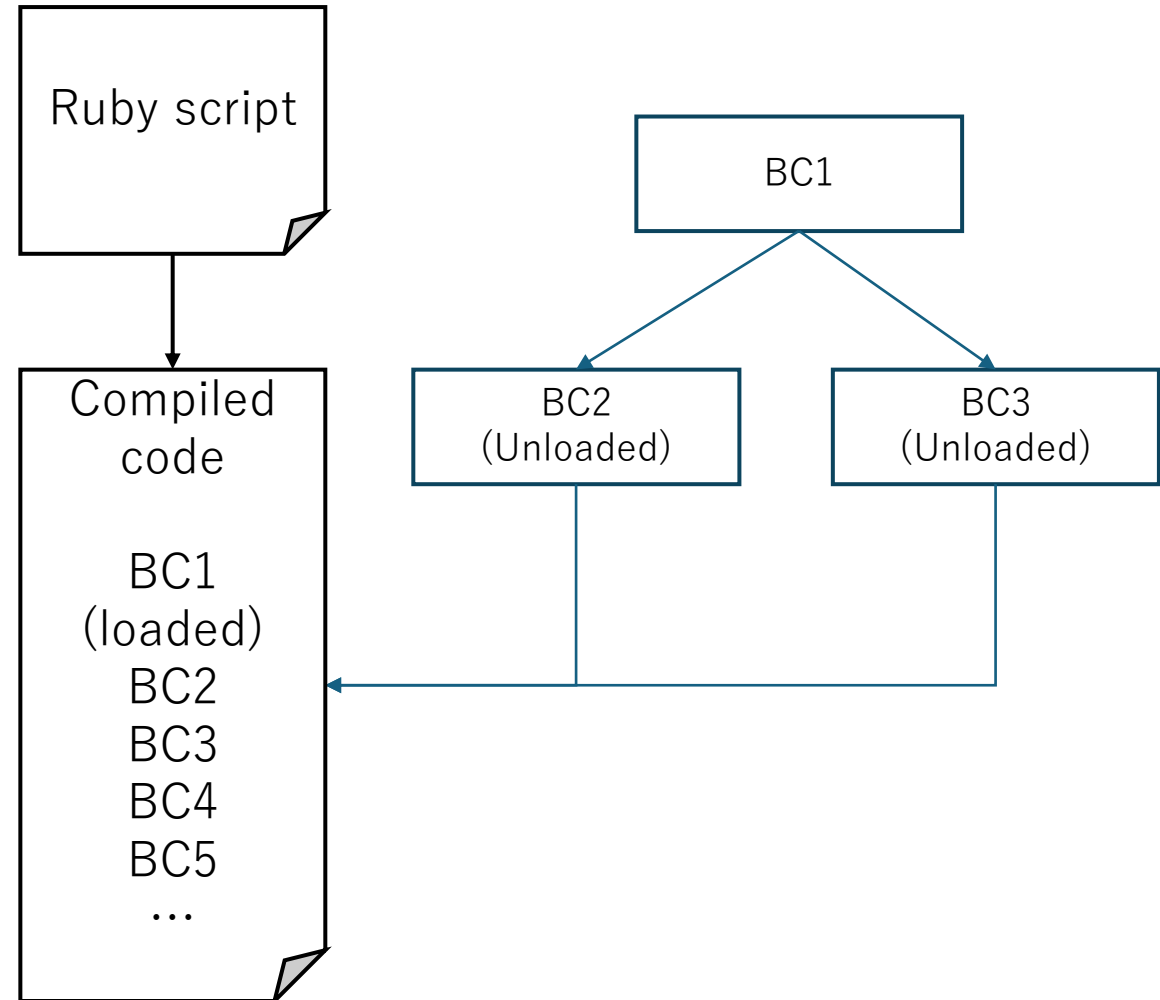 Ruby script
Compiled
code
BC1
(loaded)
BC2
BC3
BC4
BC5
…
BC1
BC2
(Unloaded)
BC3
(Unloaded)